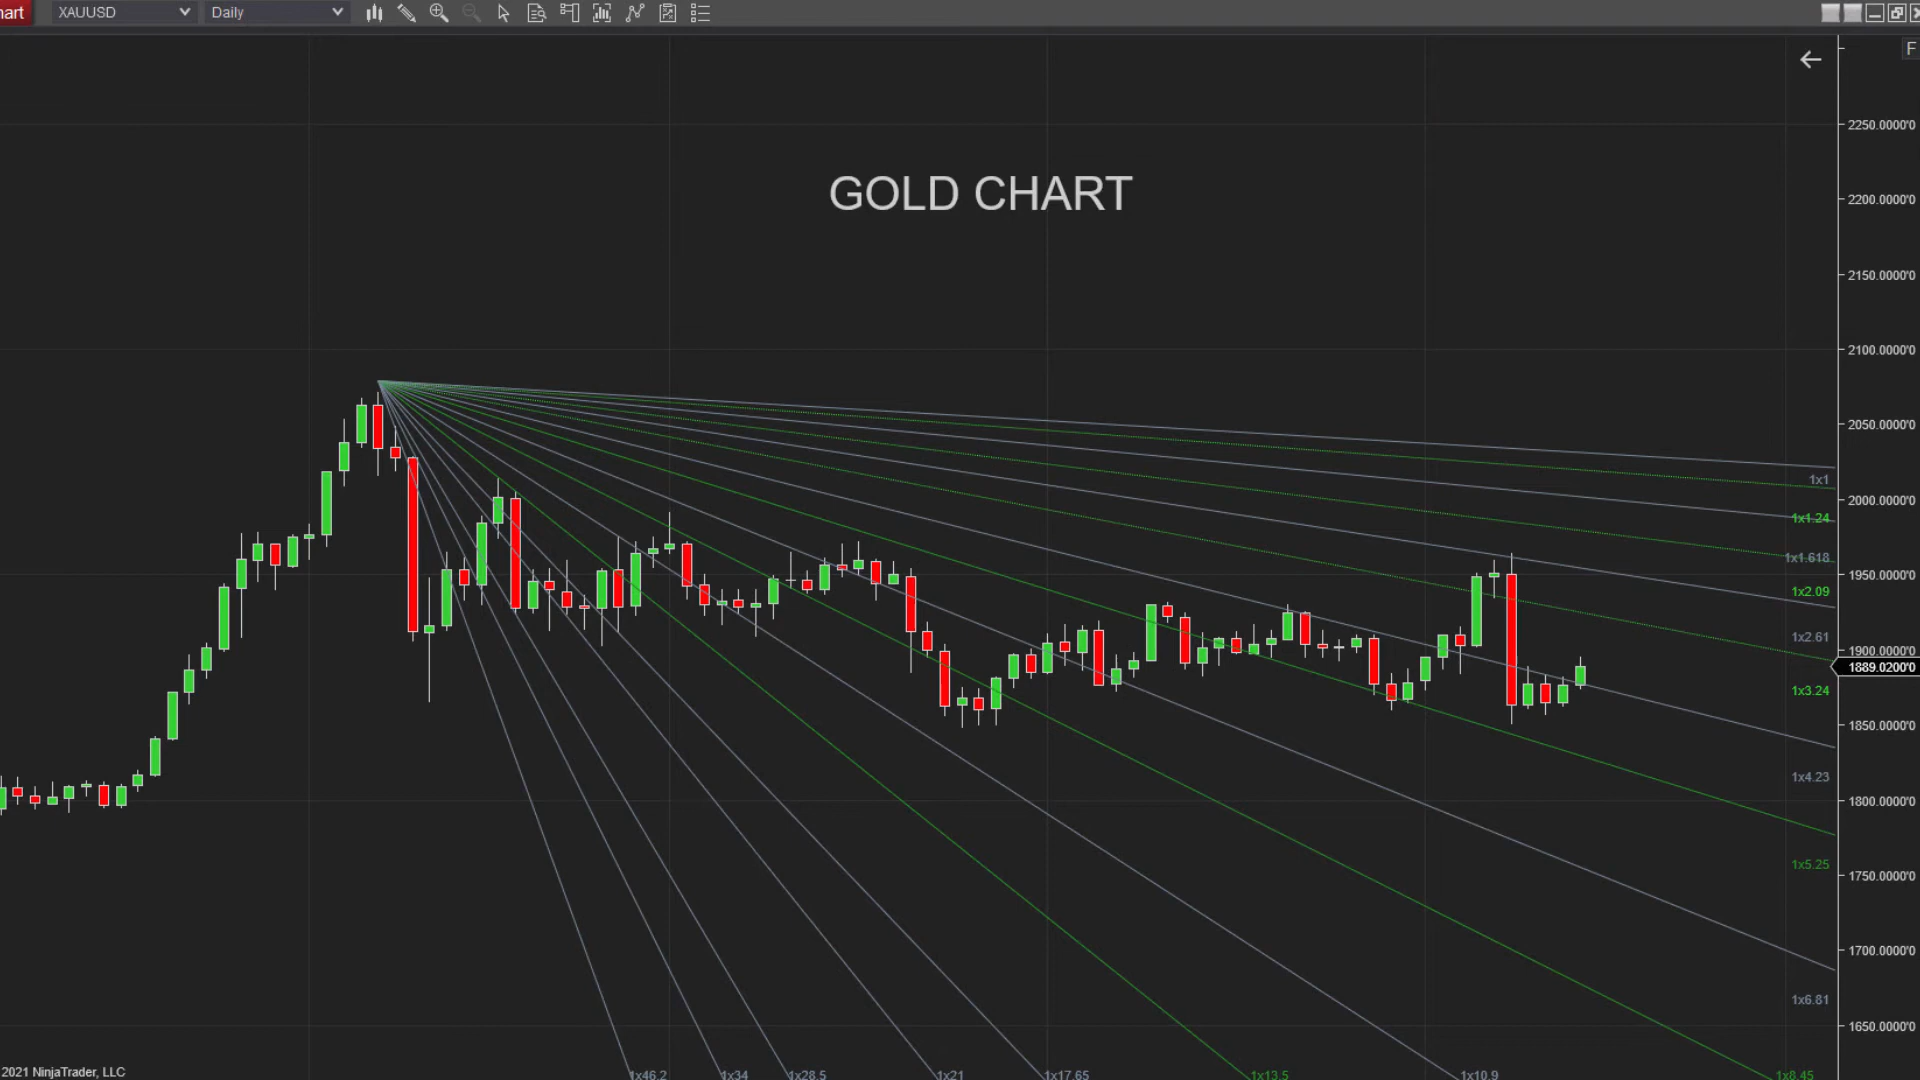 hart XAUUSD Daily
F
2250.0000'0
GOLD CHART
2200.0000'0
2150.0000'0
2100.0000'0
2050.0000'0
1x1
2000.0000'0
1x1.24
1x1.618
1950.0000'0
1x2.09
1x2.61
1900.0000'0
1889.0200'0
1x3.24
1850.0000'0
1x4.23
1800.0000'0
1x5.25
1750.0000'0
1700.0000'0
1x6.81
1650.0000'0
2021 NinjaTrader, LLC
1x46.2 1x34 1x28.5 1x21 1x17.65 1x13.5 1x10.9 1x8.45